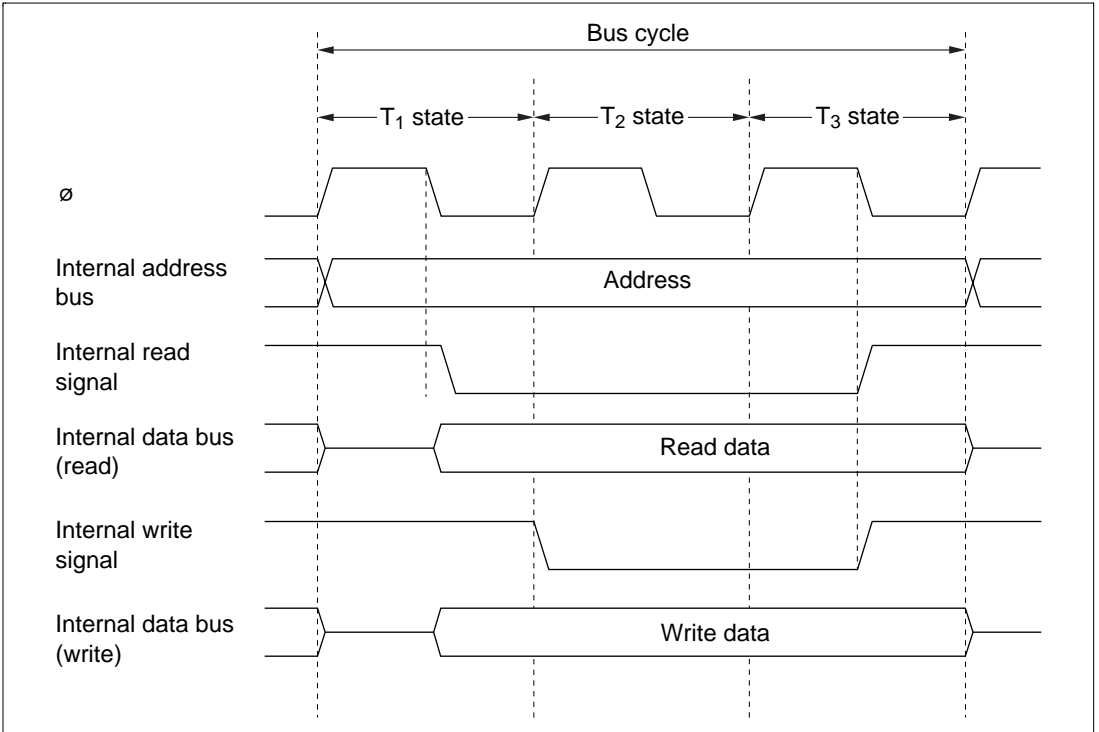 Bus cycle
T₁ state
T₂ state
T₃ state
ø
Internal address
bus
Address
Internal read
signal
Internal data bus
(read)
Read data
Internal write
signal
Internal data bus
(write)
Write data